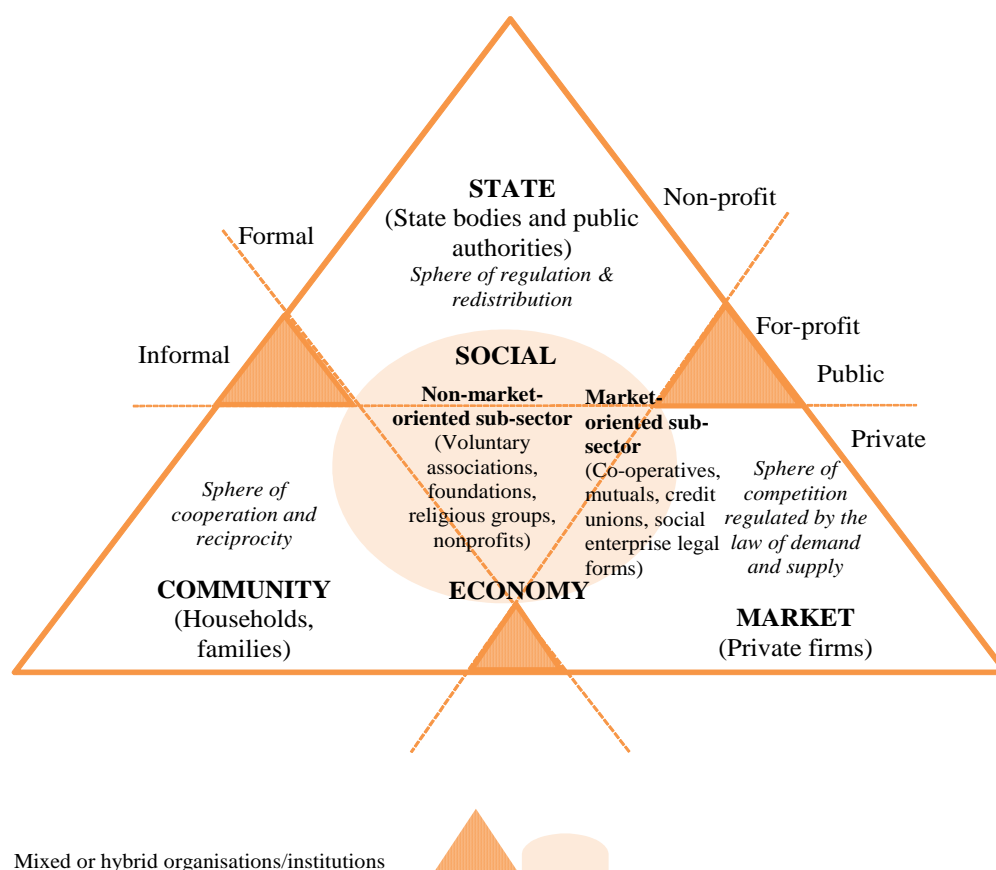 STATE
(State bodies and public
authorities)
Sphere of regulation &
redistribution
Non-profit
Formal
For-profit
Informal
Public
Private
SOCIAL
Non-market-
oriented sub-sector
(Voluntary
associations,
foundations,
religious groups,
nonprofits)
Market-
oriented sub-
sector
(Co-operatives,
mutuals, credit
unions, social
enterprise legal
forms)
Sphere of
competition
regulated by the
law of demand
and supply
Sphere of
cooperation and
reciprocity
COMMUNITY
(Households,
families)
ECONOMY
MARKET
(Private firms)
Mixed or hybrid organisations/institutions